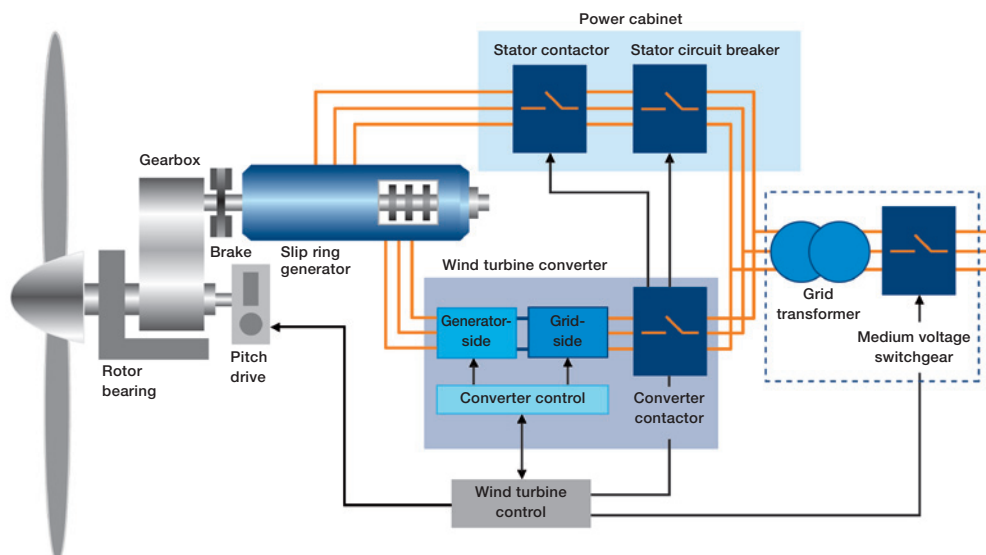 Power cabinet
Stator contactor
Stator circuit breaker
Gearbox
Brake
Slip ring
generator
Wind turbine converter
Generator-
side
Grid-
side
Grid
transformer
Medium voltage
switchgear
Pitch
drive
Rotor
bearing
Converter control
Converter
contactor
Wind turbine
control